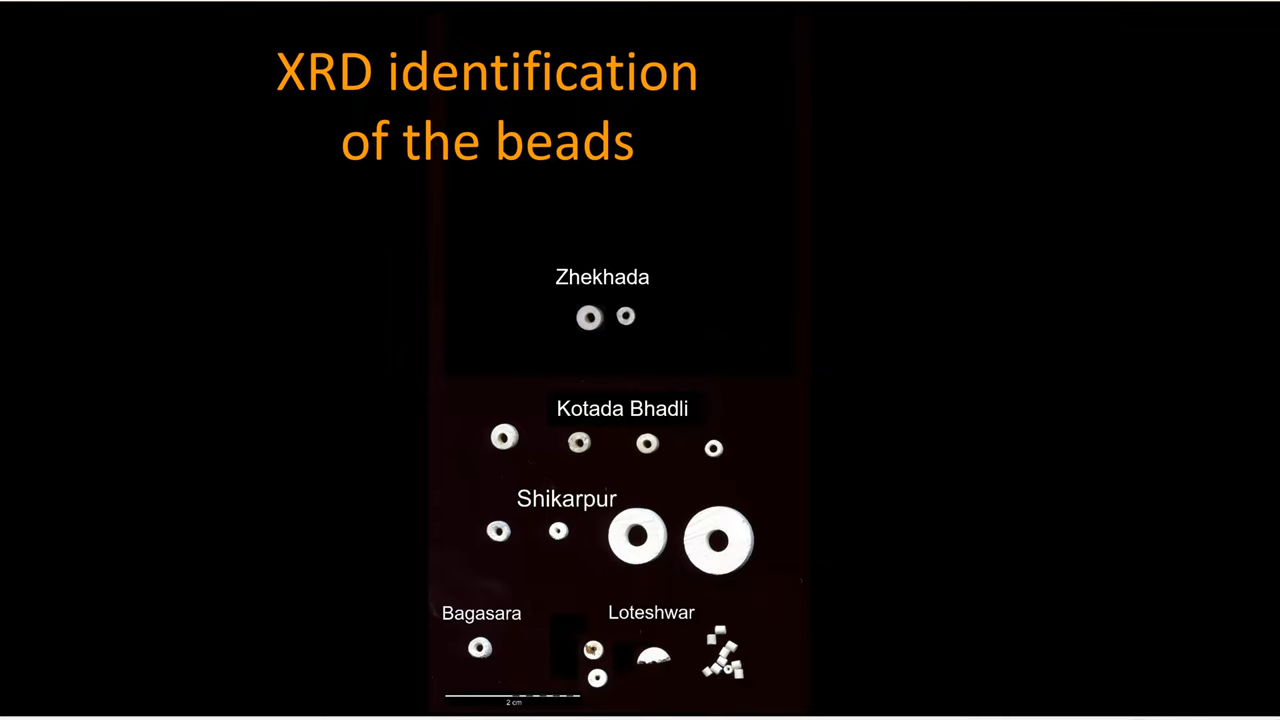 XRD identification
of the beads
Zhekhada
Kotada Bhadli
Shikarpur
Bagasara
Loteshwar
2 cm